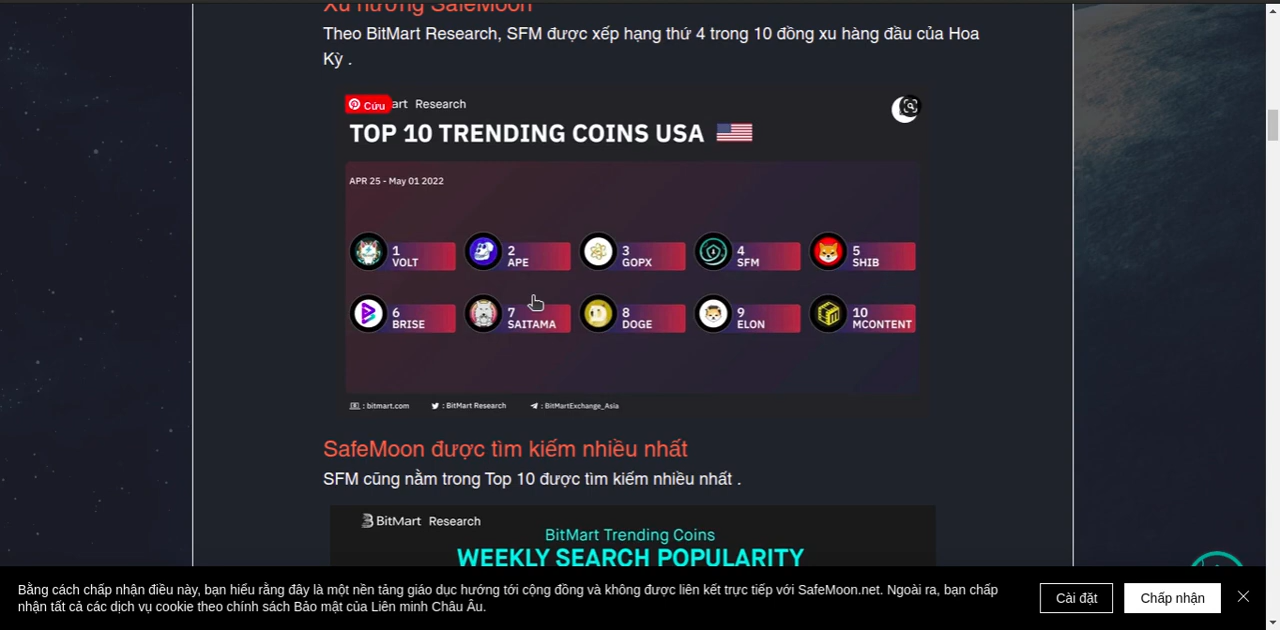 Xu hướng SafeMoon
Theo BitMart Research, SFM được xếp hạng thứ 4 trong 10 đồng xu hàng đầu của Hoa
Kỳ .
Cứu
art Research
TOP 10 TRENDING COINS USA
APR 25 - May 01 2022
1 VOLT
2 APE
3 GOPX
4 SFM
5 SHIB
6 BRISE
7 SAITAMA
8 DOGE
9 ELON
10 MCONTENT
: bitmart.com : BitMart Research : BitMartExchange_Asia
SafeMoon được tìm kiếm nhiều nhất
SFM cũng nằm trong Top 10 được tìm kiếm nhiều nhất .
BitMart Research
BitMart Trending Coins
WEEKLY SEARCH POPULARITY
Bằng cách chấp nhận điều này, bạn hiểu rằng đây là một nền tảng giáo dục hướng tới cộng đồng và không được liên kết trực tiếp với SafeMoon.net. Ngoài ra, bạn chấp
nhận tất cả các dịch vụ cookie theo chính sách Bảo mật của Liên minh Châu Âu.
Cài đặt
Chấp nhận